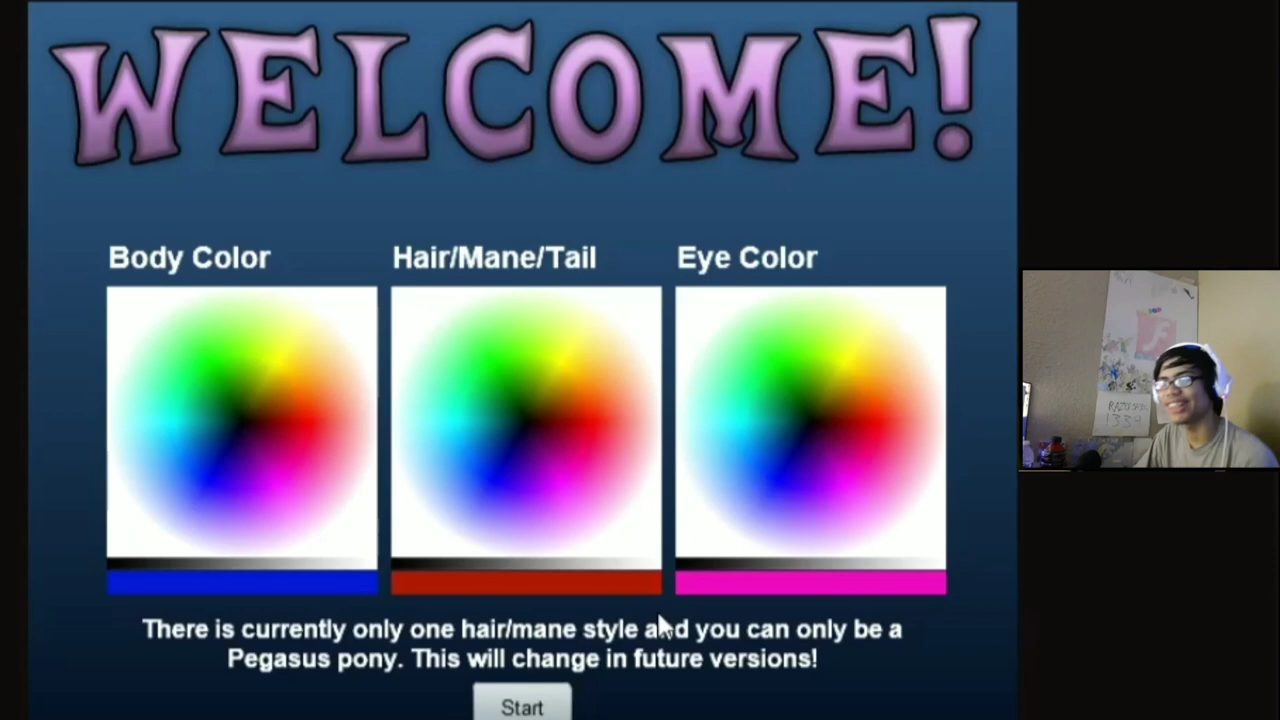 WELCOME!
Body Color
Hair/Mane/Tail
Eye Color
There is currently only one hair/mane style and you can only be a
Pegasus pony. This will change in future versions!
Start
1339